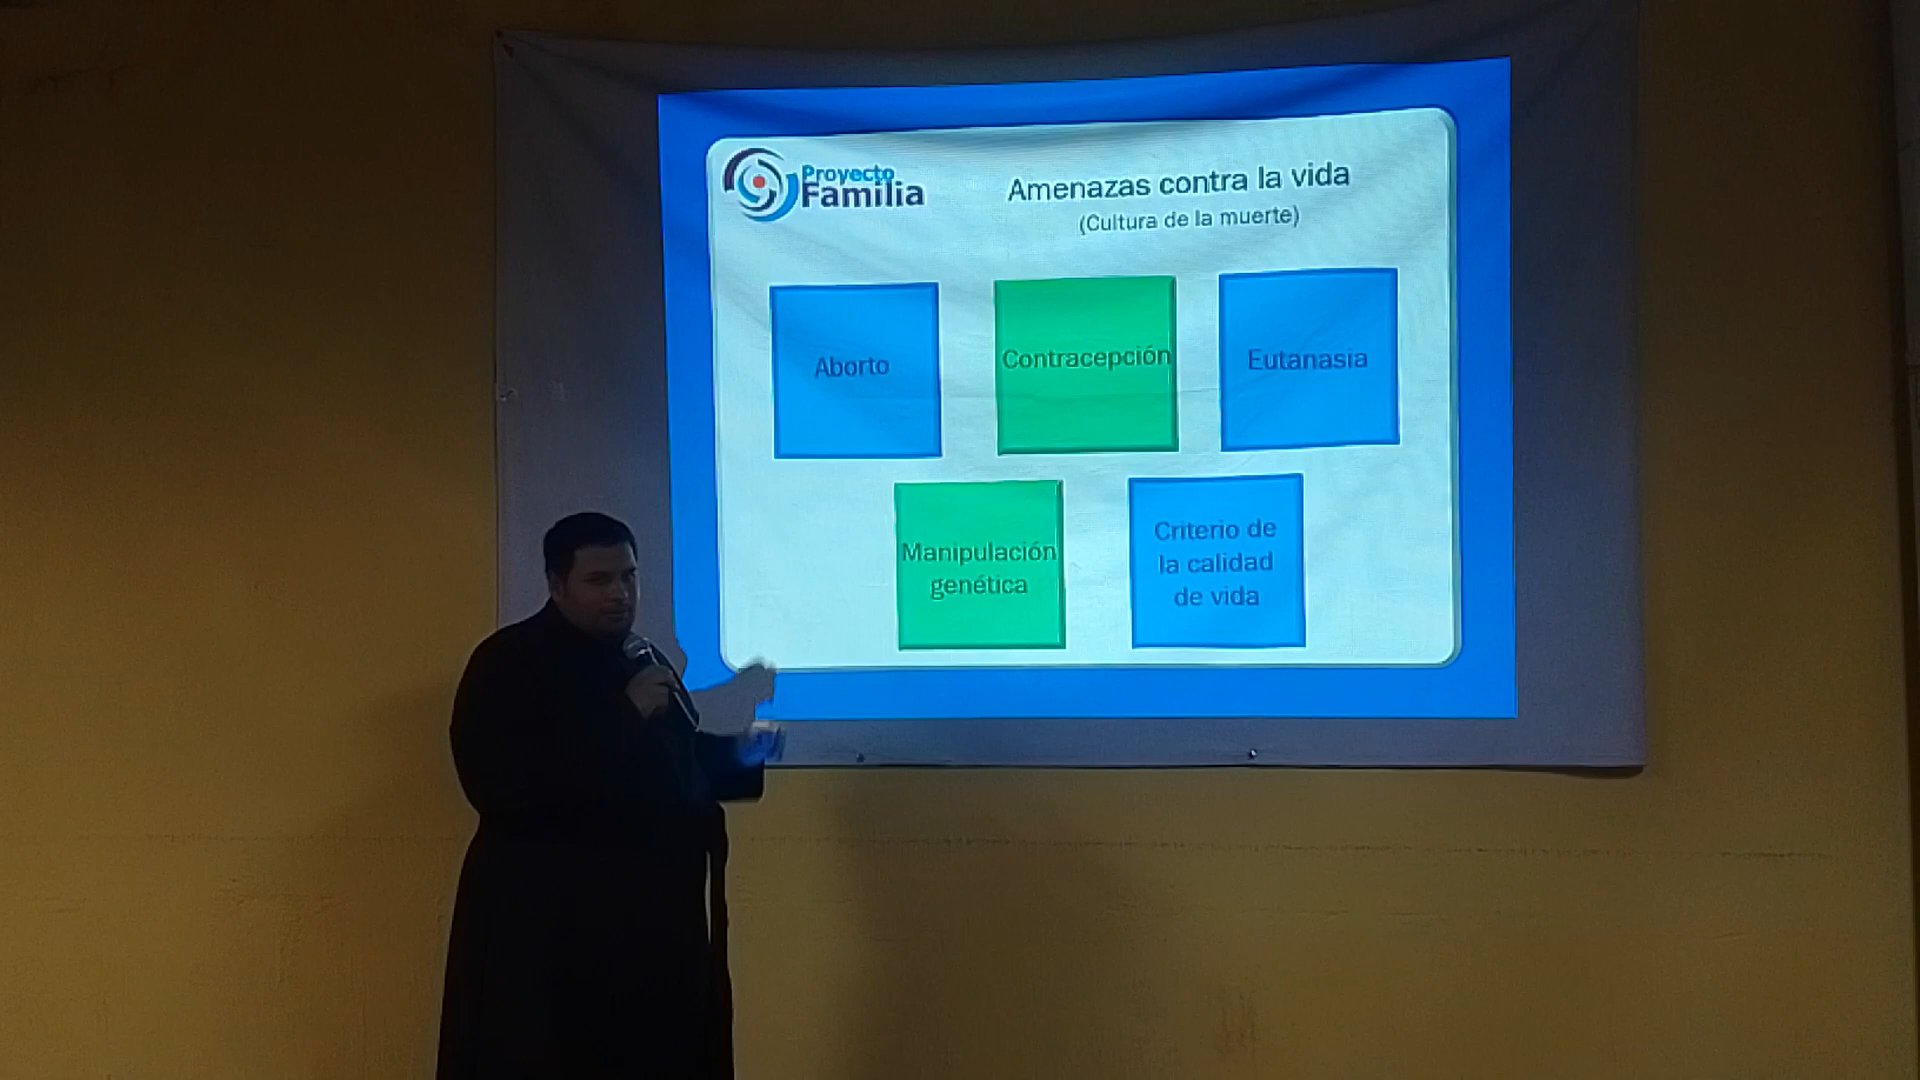 Proyecto
Familia
Amenazas contra la vida
(Cultura de la muerte)
Aborto
Contracepción
Eutanasia
Manipulación
genética
Criterio de
la calidad
de vida